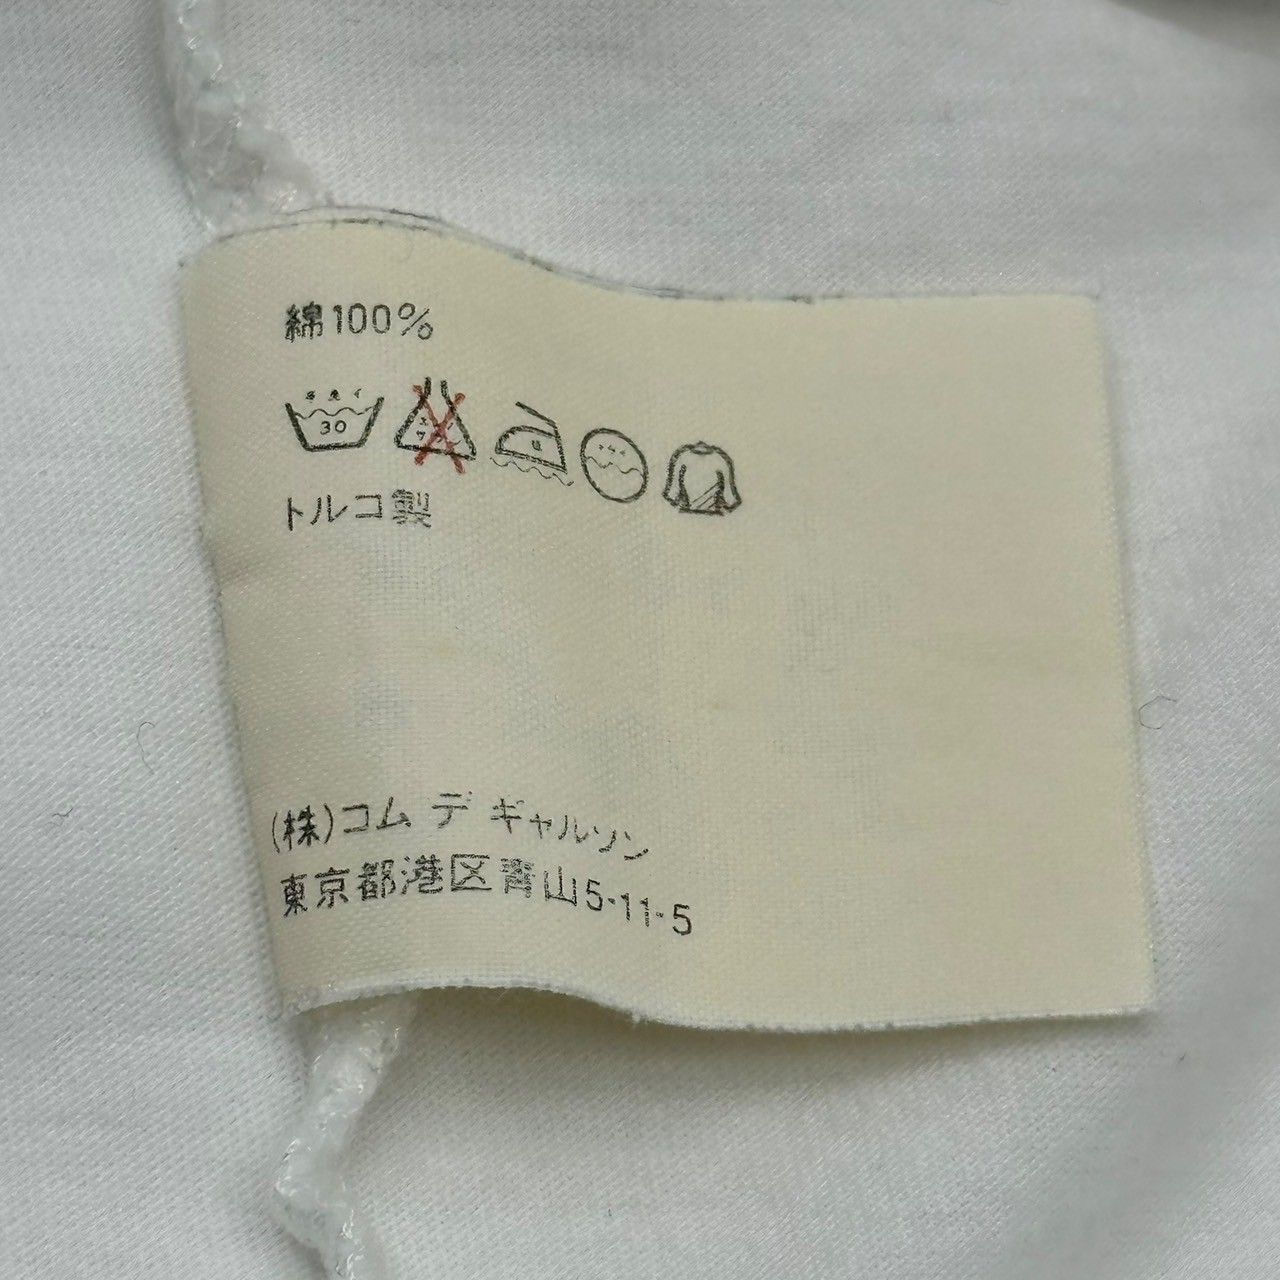 綿100%
30
トルコ製
(株)コム デ ギャルソン
東京都港区青山5-11-5